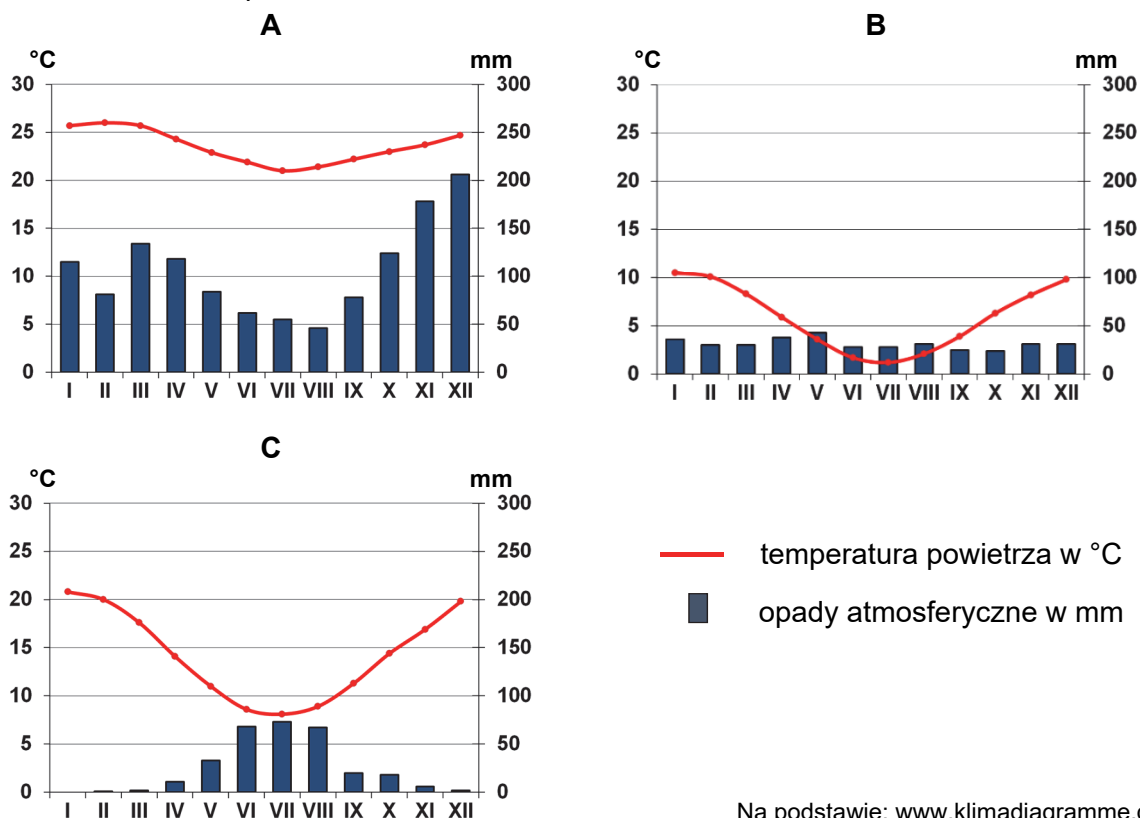 A
°C mm
30 300
25 250
20 200
15 150
10 100
5 50
0 0
I II III IV V VI VII VIII IX X XI XII
B
°C mm
30 300
25 250
20 200
15 150
10 100
5 50
0 0
I II III IV V VI VII VIII IX X XI XII
C
°C mm
30 300
25 250
20 200
15 150
10 100
5 50
0 0
I II III IV V VI VII VIII IX X XI XII
temperatura powietrza w °C
opady atmosferyczne w mm
Na podstawie: www.klimadiagramme.